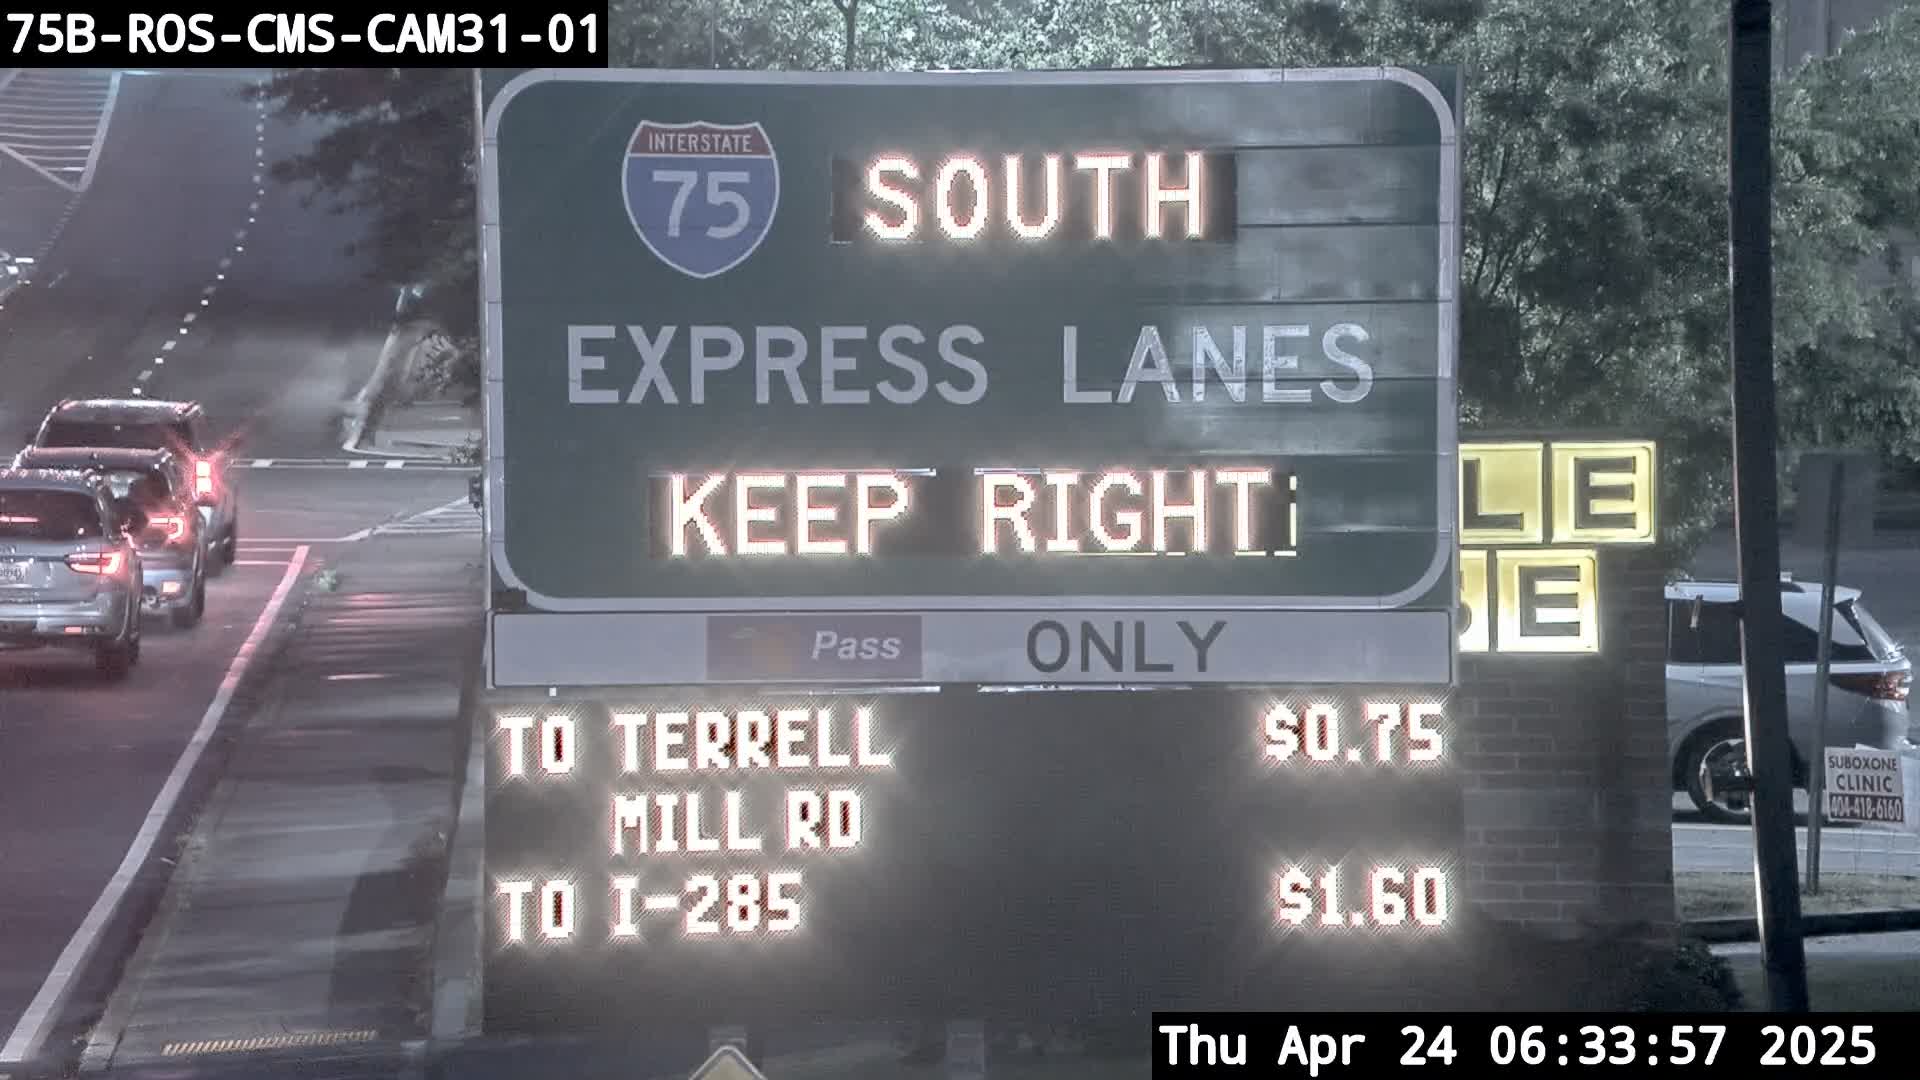 75B-ROS-CMS-CAM31-01
INTERSTATE
75
SOUTH
EXPRESS LANES
KEEP RIGHT
Pass ONLY
TO TERRELL $0.75
MILL RD
TO I-285 $1.60
LE
E
SUBOXONE
CLINIC
404-418-6160
Thu Apr 24 06:33:57 2025